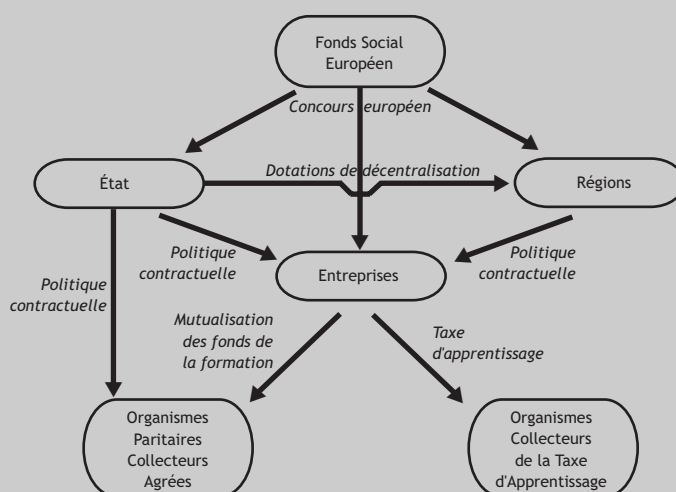 Fonds Social
Européen
Concours européen
Dotations de décentralisation
État
Régions
Politique
contractuelle
Politique
contractuelle
Entreprises
Politique
contractuelle
Mutualisation
des fonds de
la formation
Taxe
d'apprentissage
Organismes
Paritaires
Collecteurs
Agrées
Organismes
Collecteurs
de la Taxe
d'Apprentissage